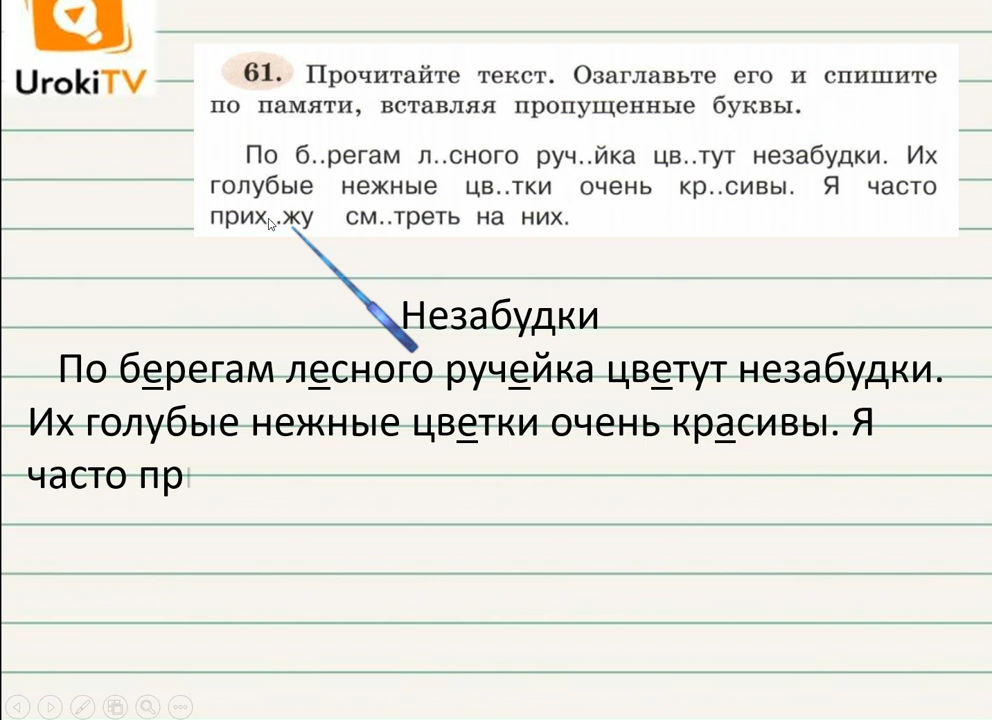 UrokiTV
61. Прочитайте текст. Озаглавьте его и спишите
по памяти, вставляя пропущенные буквы.
По б..регам л..сного руч..йка цв..тут незабудки. Их
голубые нежные цв..тки очень кр..сивы. Я часто
прих..жу см..треть на них.
Незабудки
По берегам лесного ручейка цветут незабудки.
Их голубые нежные цветки очень красивы. Я
часто пр